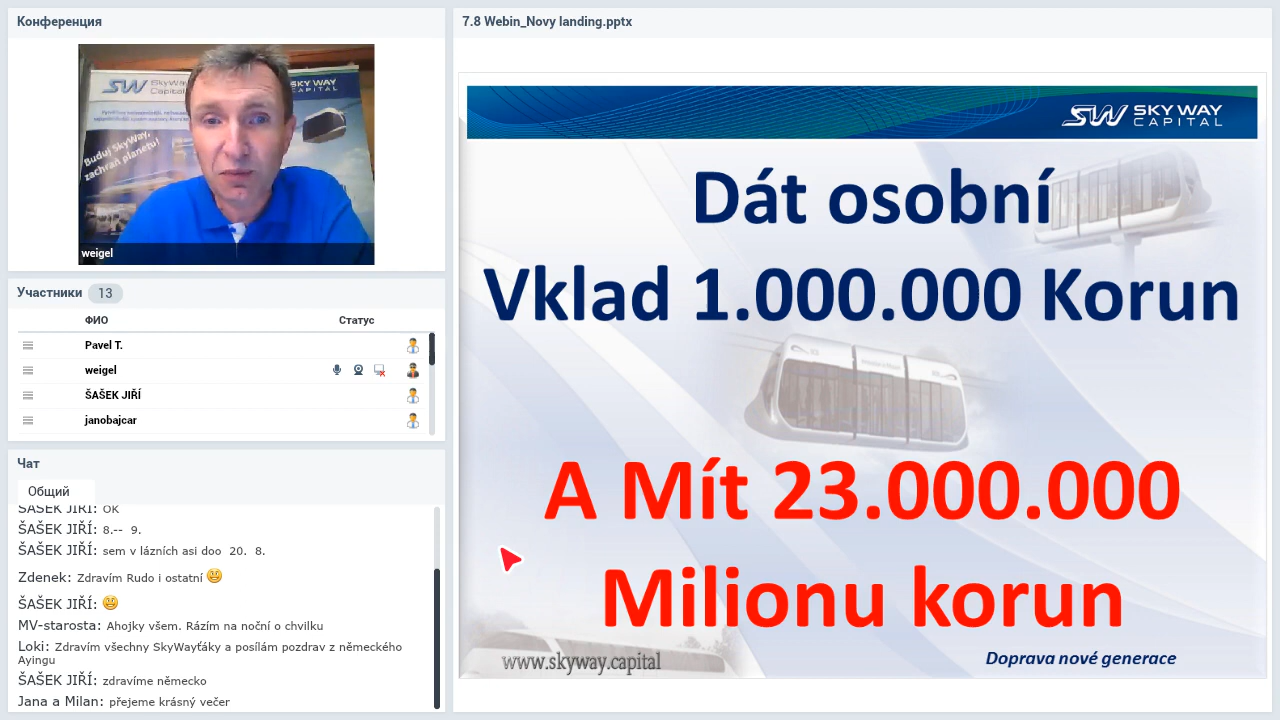 Конференция
SW SkyWay
Capital
SKY WAY
CAPITAL
Buduj SkyWay,
zachraň planetu!
weigel
Участники 13
ФИО Статус
Pavel T.
weigel
ŠAŠEK JIŘÍ
janobajcar
Чат
Общий
ŠAŠEK JIŘÍ: OK
ŠAŠEK JIŘÍ: 8.-- 9.
ŠAŠEK JIŘÍ: sem v lázních asi doo 20. 8.
Zdenek: Zdravím Rudo i ostatní
ŠAŠEK JIŘÍ:
MV-starosta: Ahojky všem. Rázím na noční o chvilku
Loki: Zdravím všechny SkyWayťáky a posílám pozdrav z německého
Ayingu
ŠAŠEK JIŘÍ: zdravíme německo
Jana a Milan: přejeme krásný večer
7.8 Webin_Novy landing.pptx
SW SKY WAY
CAPITAL
Dát osobní
Vklad 1.000.000 Korun
A Mít 23.000.000
Milionu korun
www.skyway.capital
Doprava nové generace